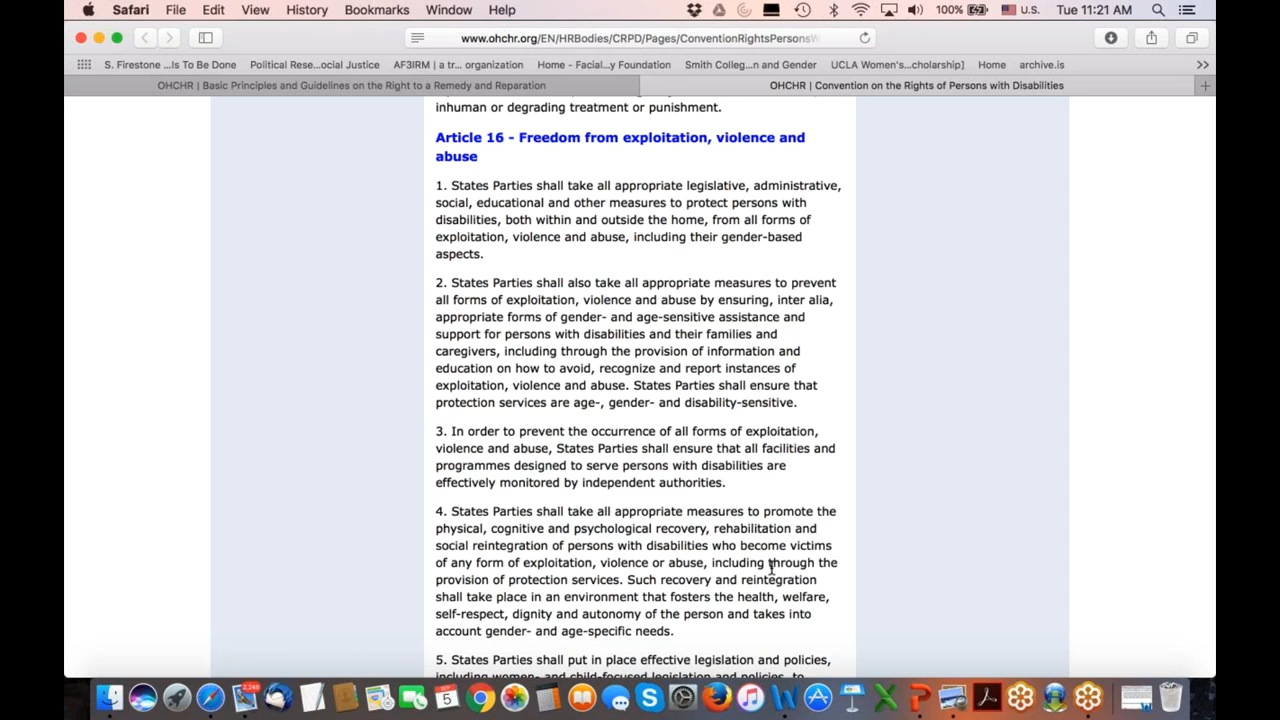 Safari File Edit View History Bookmarks Window Help 100% U.S. Tue 11:21 AM
www.ohchr.org/EN/HRBodies/CRPD/Pages/ConventionRightsPersons
S. Firestone ...Is To Be Done Political Rese...ocial Justice AF3IRM | a tr... organization Home - Facial...y Foundation Smith Colleg...n and Gender UCLA Women's...cholarship] Home archive.is >>
OHCHR | Basic Principles and Guidelines on the Right to a Remedy and Reparation OHCHR | Convention on the Rights of Persons with Disabilities +
inhuman or degrading treatment or punishment.
Article 16 - Freedom from exploitation, violence and
abuse
1. States Parties shall take all appropriate legislative, administrative,
social, educational and other measures to protect persons with
disabilities, both within and outside the home, from all forms of
exploitation, violence and abuse, including their gender-based
aspects.
2. States Parties shall also take all appropriate measures to prevent
all forms of exploitation, violence and abuse by ensuring, inter alia,
appropriate forms of gender- and age-sensitive assistance and
support for persons with disabilities and their families and
caregivers, including through the provision of information and
education on how to avoid, recognize and report instances of
exploitation, violence and abuse. States Parties shall ensure that
protection services are age-, gender- and disability-sensitive.
3. In order to prevent the occurrence of all forms of exploitation,
violence and abuse, States Parties shall ensure that all facilities and
programmes designed to serve persons with disabilities are
effectively monitored by independent authorities.
4. States Parties shall take all appropriate measures to promote the
physical, cognitive and psychological recovery, rehabilitation and
social reintegration of persons with disabilities who become victims
of any form of exploitation, violence or abuse, including through the
provision of protection services. Such recovery and reintegration
shall take place in an environment that fosters the health, welfare,
self-respect, dignity and autonomy of the person and takes into
account gender- and age-specific needs.
5. States Parties shall put in place effective legislation and policies,
including women- and child-focused legislation and policies, to